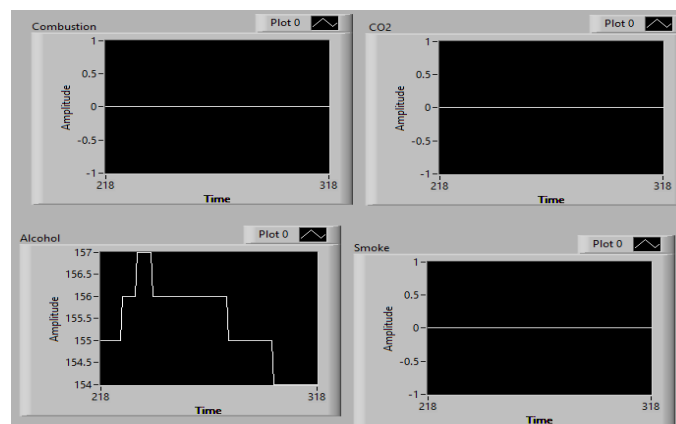 Combustion
Plot 0
1
0.5
0
-0.5
-1
Amplitude
218
318
Time
CO2
Plot 0
1
0.5
0
-0.5
-1
Amplitude
218
318
Time
Alcohol
Plot 0
157
156.5
156
155.5
155
154.5
154
Amplitude
218
318
Time
Smoke
Plot 0
1
0.5
0
-0.5
-1
Amplitude
218
318
Time